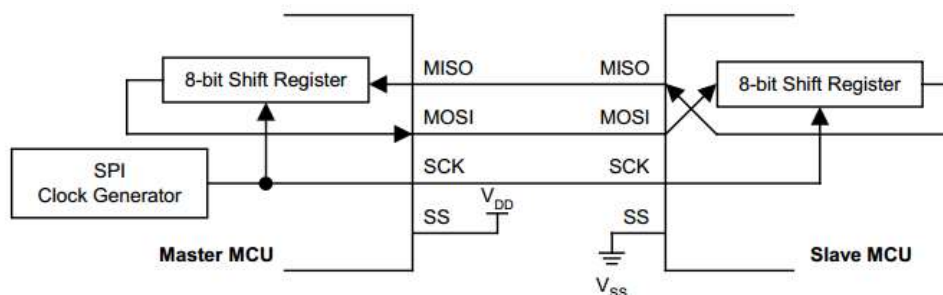 8-bit Shift Register
MISO
MISO
8-bit Shift Register
MOSI
MOSI
SPI
Clock Generator
SCK
SCK
VDD
SS
SS
Master MCU
Slave MCU
VSS